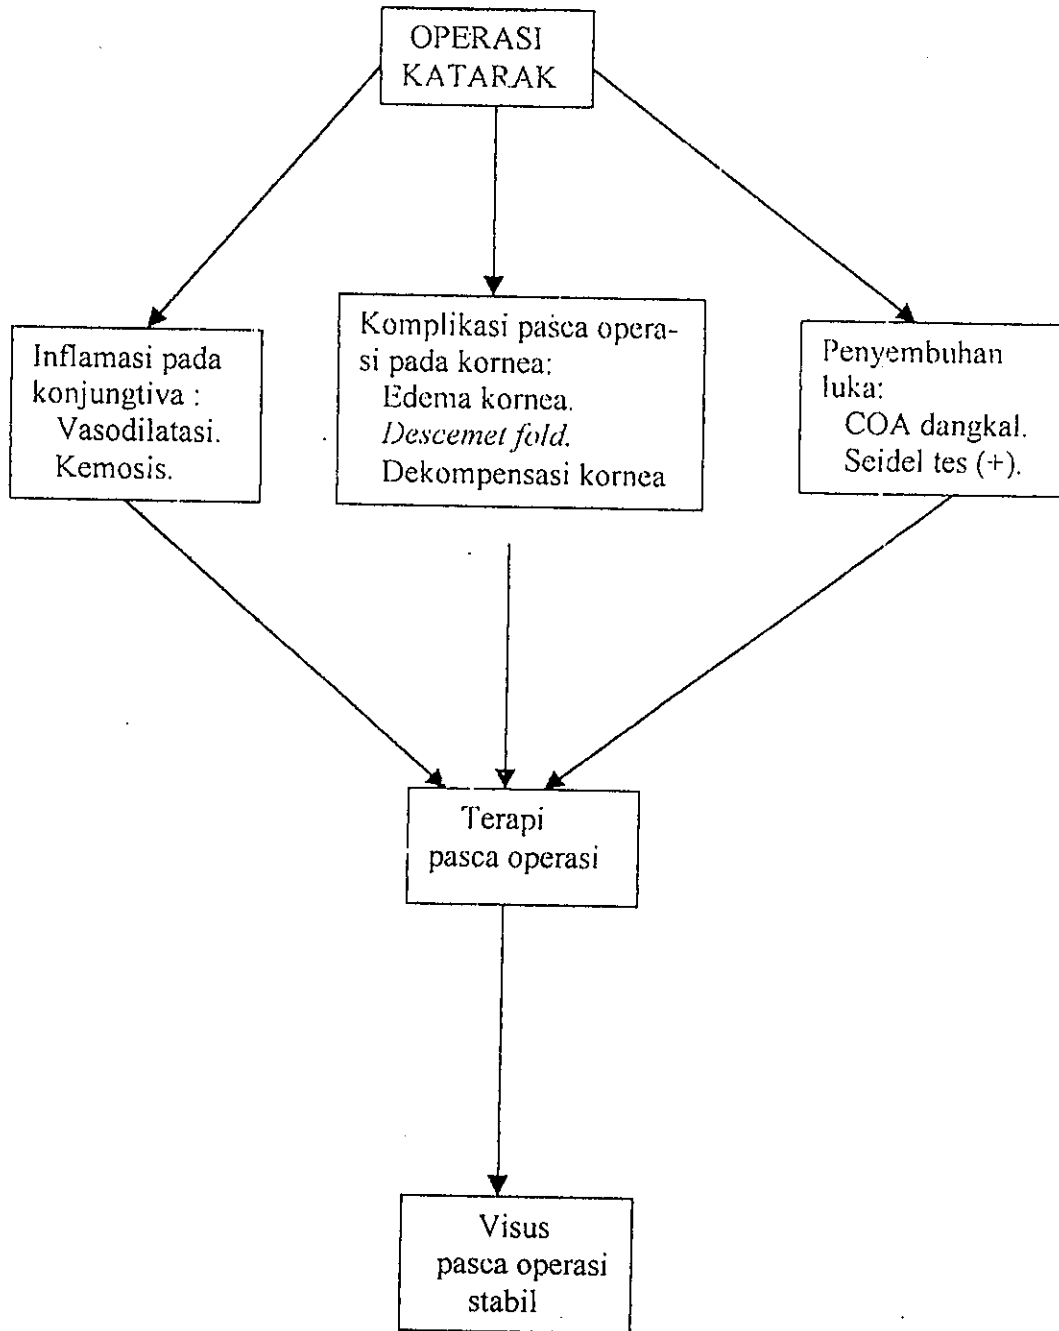 OPERASI
KATARAK
Inflamasi pada
konjungtiva :
Vasodilatasi.
Kemosis.
Komplikasi pasca opera-
si pada kornea:
Edema kornea.
Descemet fold.
Dekompensasi kornea
Penyembuhan
luka:
COA dangkal.
Seidel tes (+).
Terapi
pasca operasi
Visus
pasca operasi
stabil